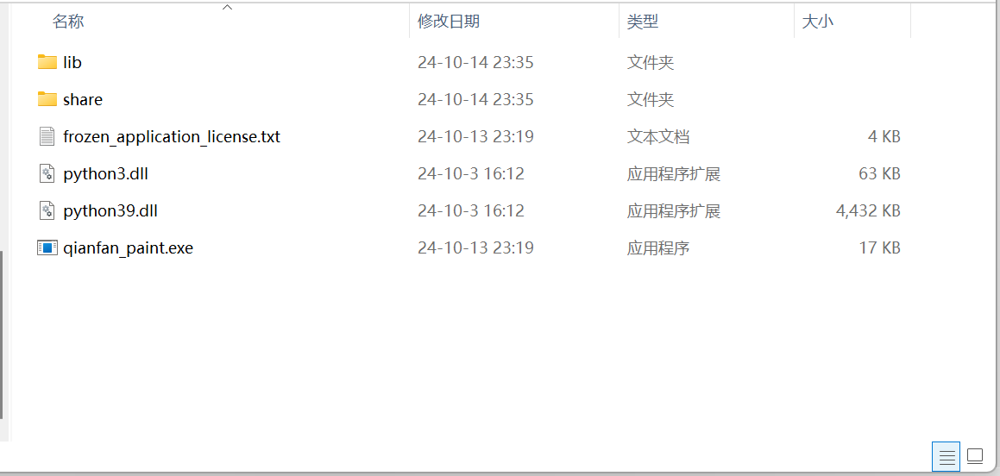 名称 修改日期 类型 大小
lib 24-10-14 23:35 文件夹
share 24-10-14 23:35 文件夹
frozen_application_license.txt 24-10-13 23:19 文本文档 4 KB
python3.dll 24-10-3 16:12 应用程序扩展 63 KB
python39.dll 24-10-3 16:12 应用程序扩展 4,432 KB
qianfan_paint.exe 24-10-13 23:19 应用程序 17 KB